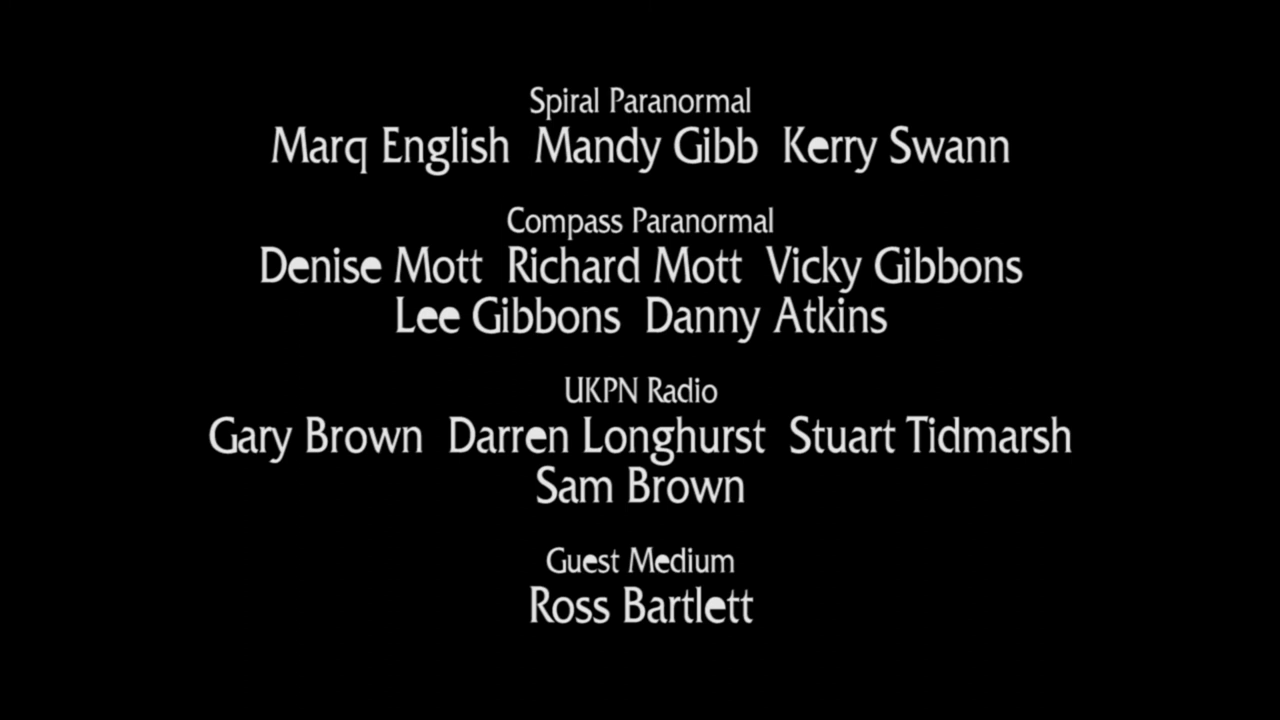 Spiral Paranormal
Marq English  Mandy Gibb  Kerry Swann
Compass Paranormal
Denise Mott  Richard Mott  Vicky Gibbons
Lee Gibbons  Danny Atkins
UKPN Radio
Gary Brown  Darren Longhurst  Stuart Tidmarsh
Sam Brown
Guest Medium
Ross Bartlett